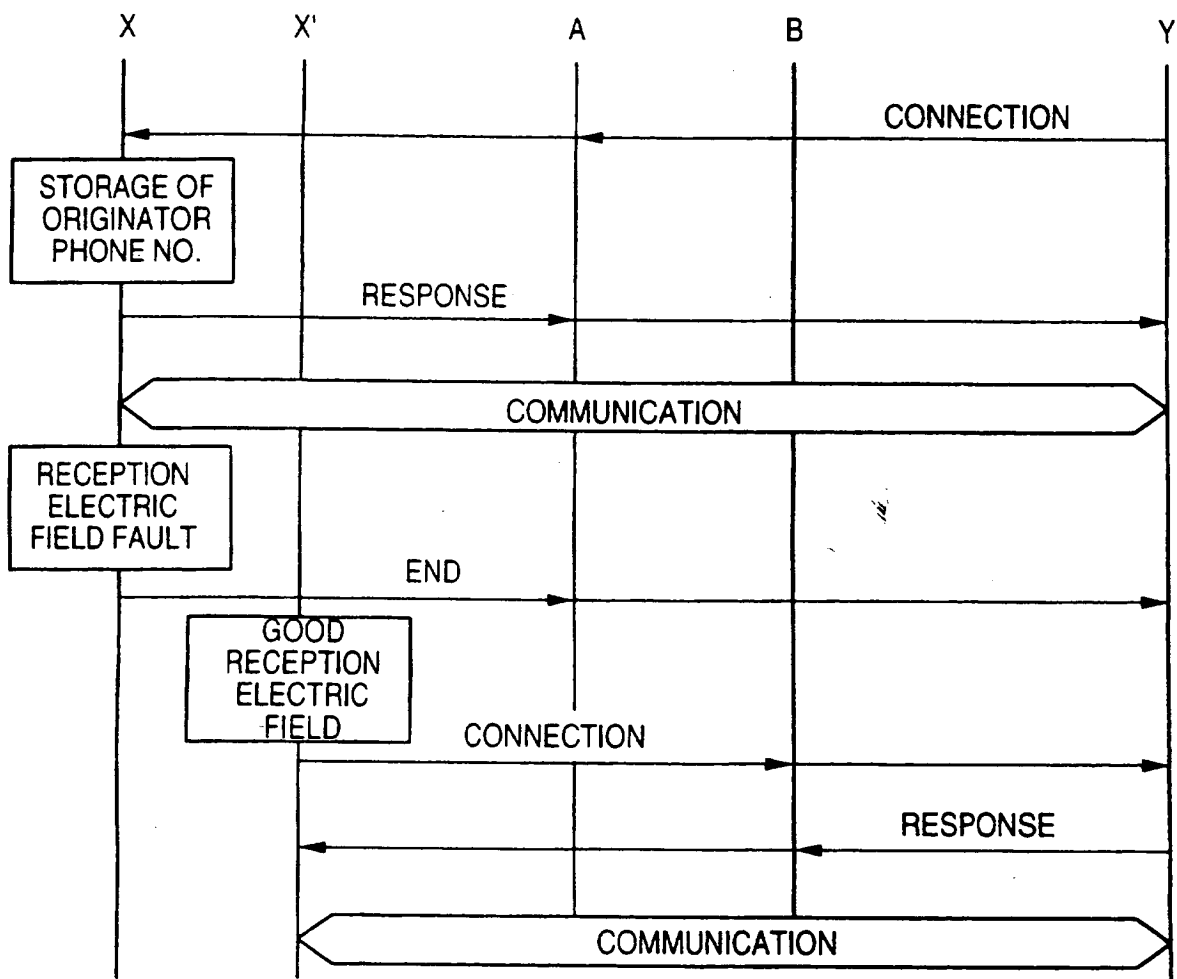 X X' A B Y
CONNECTION
STORAGE OF
ORIGINATOR
PHONE NO.
RESPONSE
COMMUNICATION
RECEPTION
ELECTRIC
FIELD FAULT
END
GOOD
RECEPTION
ELECTRIC
FIELD
CONNECTION
RESPONSE
COMMUNICATION